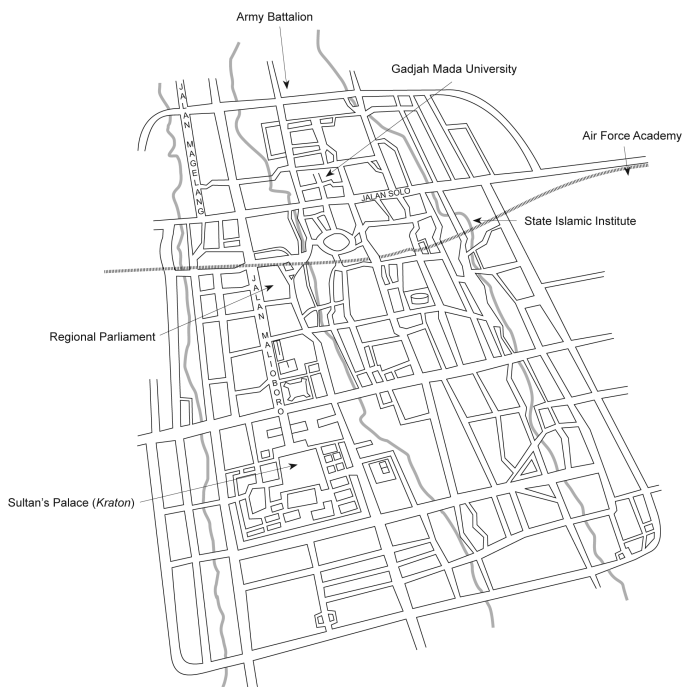 Army Battalion
Gadjah Mada University
Air Force Academy
JALAN MAGELANG
JALAN SOLO
State Islamic Institute
Regional Parliament
JALAN MALIOBORO
Sultan's Palace (Kraton)